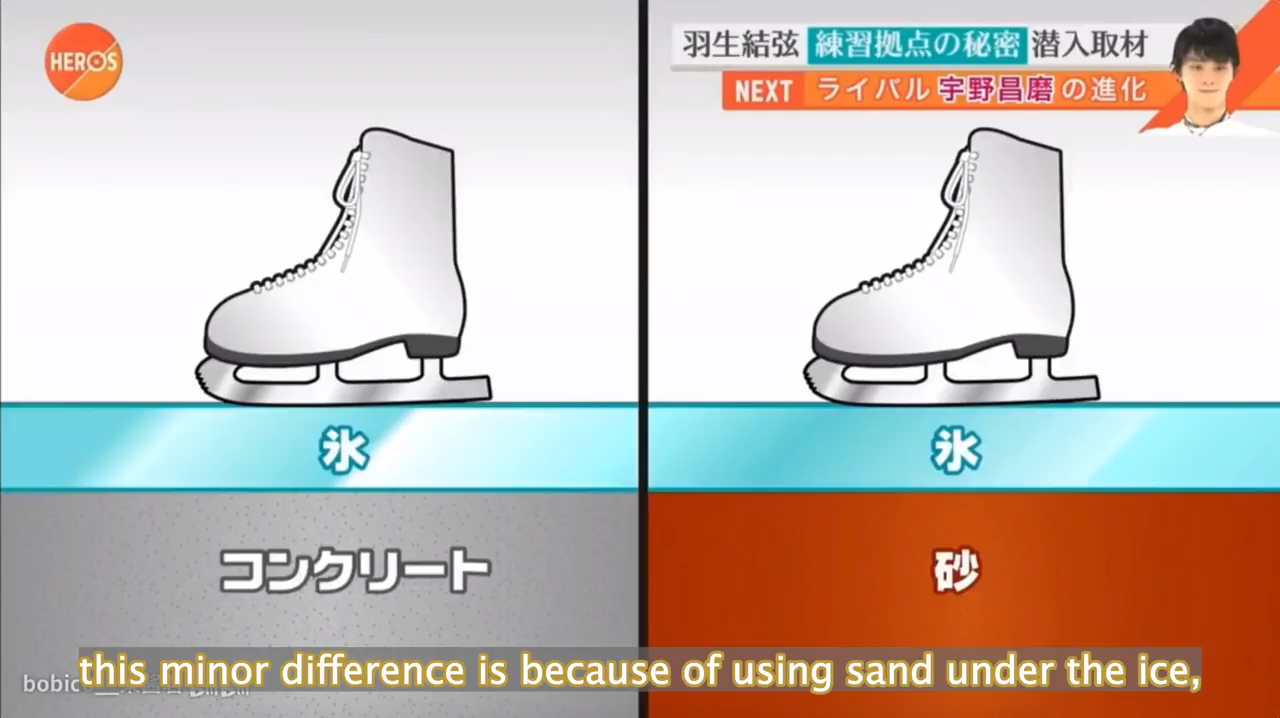 HEROS
羽生結弦 練習拠点の秘密 潜入取材
NEXT ライバル 宇野昌磨 の進化
氷
氷
コンクリート
砂
this minor difference is because of using sand under the ice,